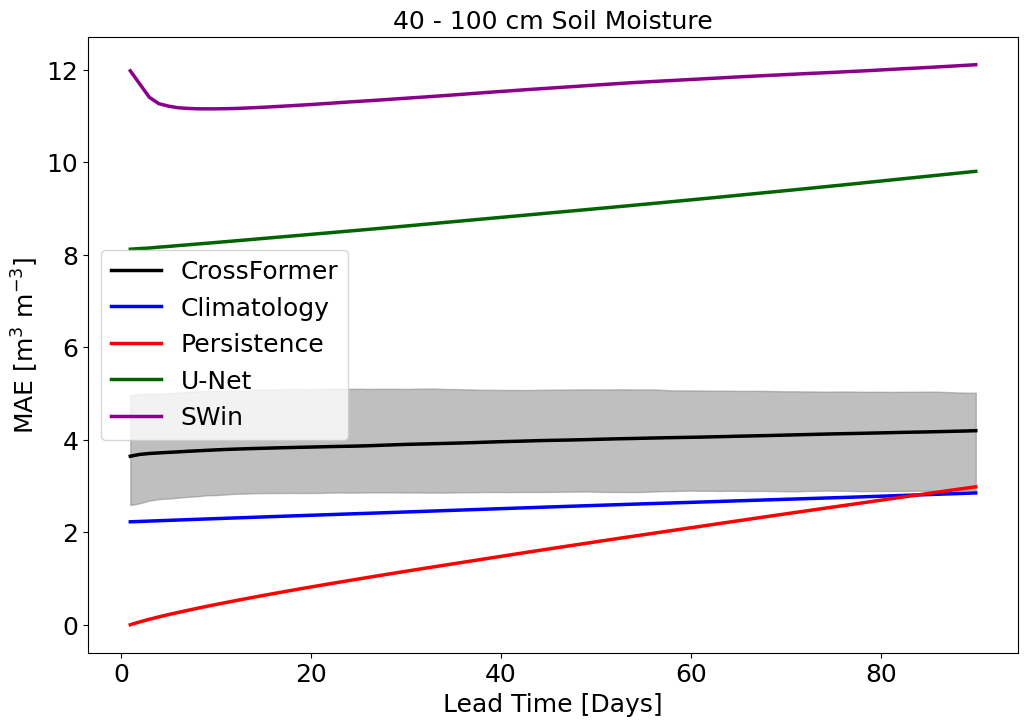 40 - 100 cm Soil Moisture
MAE [m³ m⁻³]
12
10
8
6
4
2
0
CrossFormer
Climatology
Persistence
U-Net
SWin
0 20 40 60 80
Lead Time [Days]